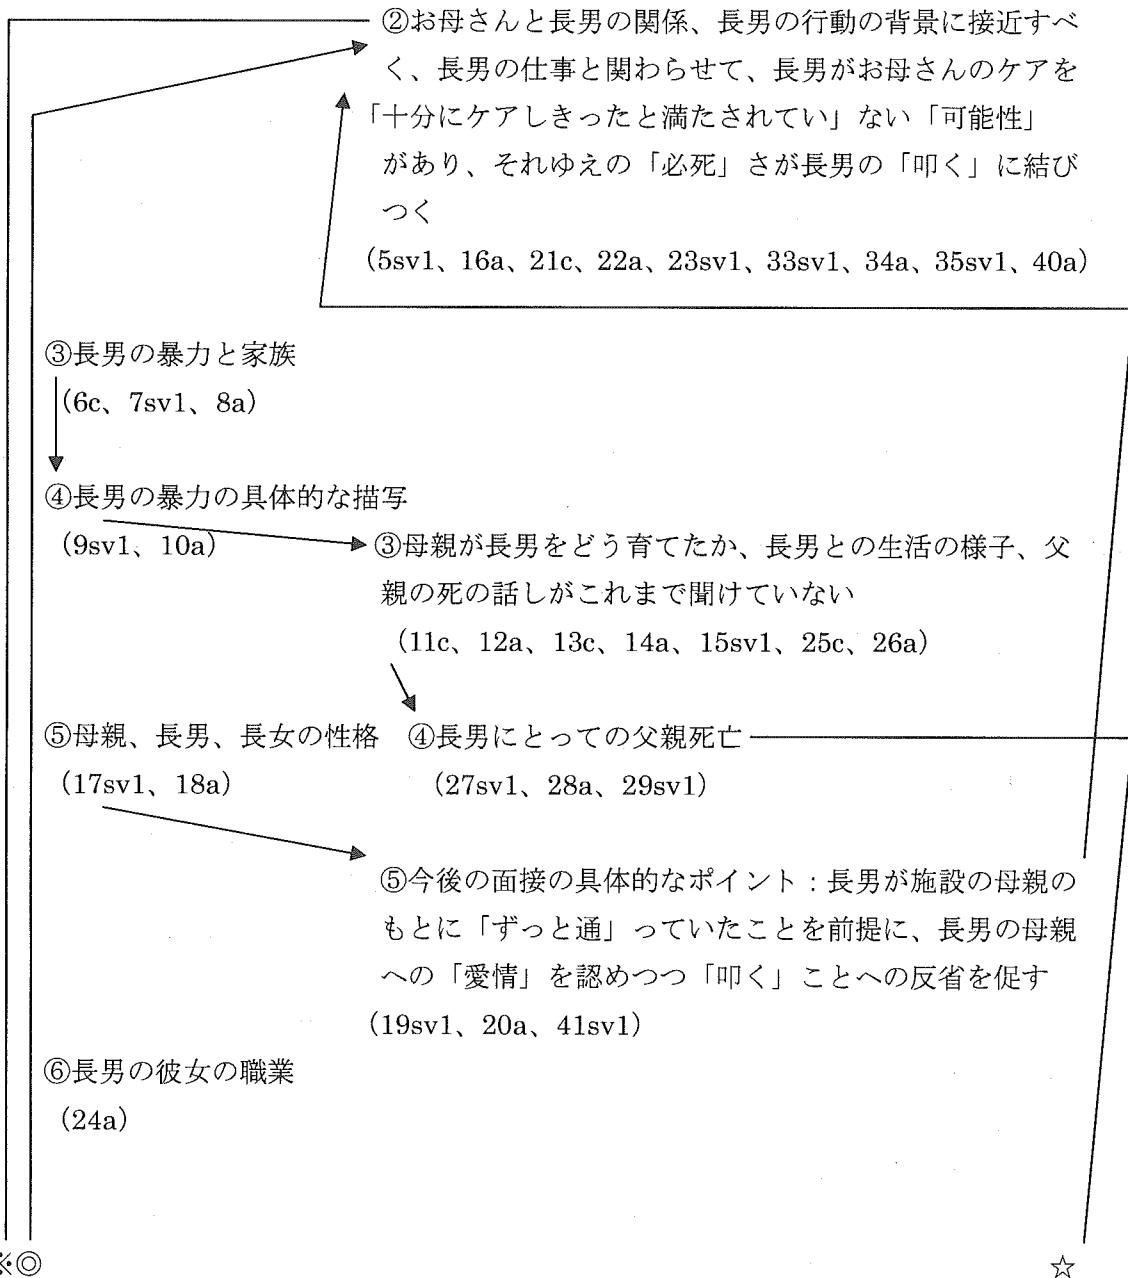 ②お母さんと長男の関係、長男の行動の背景に接近すべ
く、長男の仕事と関わらせて、長男がお母さんのケアを
「十分にケアしきったと満たされてい」ない「可能性」
があり、それゆえの「必死」さが長男の「叩く」に結び
つく
(5sv1、16a、21c、22a、23sv1、33sv1、34a、35sv1、40a)
③長男の暴力と家族
(6c、7sv1、8a)
④長男の暴力の具体的な描写
(9sv1、10a)
③母親が長男をどう育てたか、長男との生活の様子、父
親の死の話しがこれまで聞けていない
(11c、12a、13c、14a、15sv1、25c、26a)
⑤母親、長男、長女の性格
(17sv1、18a)
④長男にとっての父親死亡
(27sv1、28a、29sv1)
⑤今後の面接の具体的なポイント：長男が施設の母親の
もとに「ずっと通」っていたことを前提に、長男の母親
への「愛情」を認めつつ「叩く」ことへの反省を促す
(19sv1、20a、41sv1)
⑥長男の彼女の職業
(24a)
※◎
☆